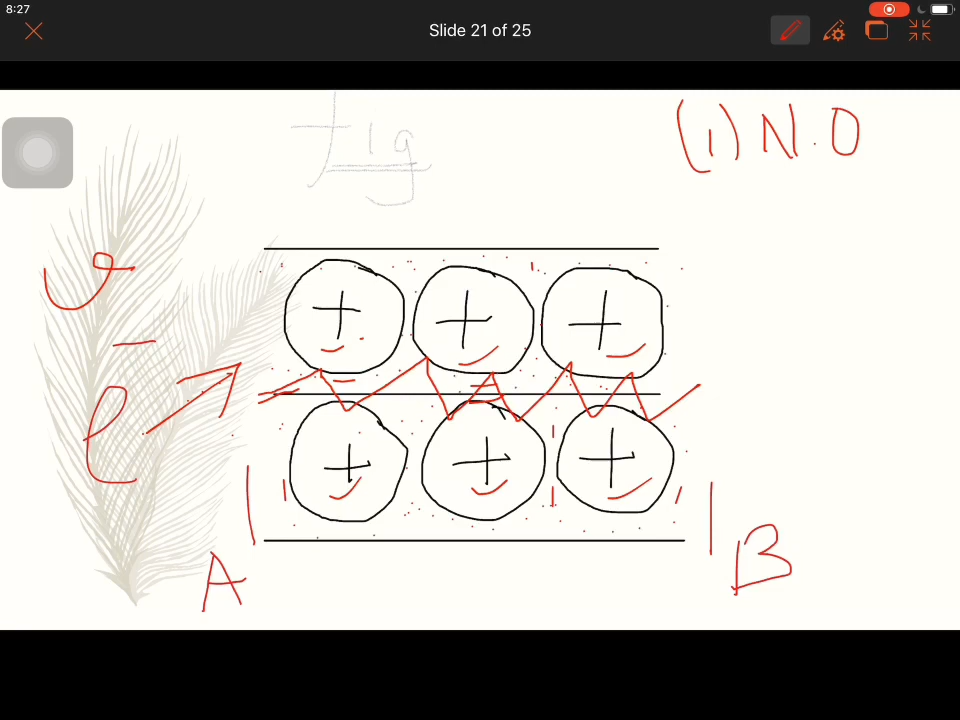 8:27
Slide 21 of 25
Fig
(1) N.O
+ + +
e
+ + +
A
B